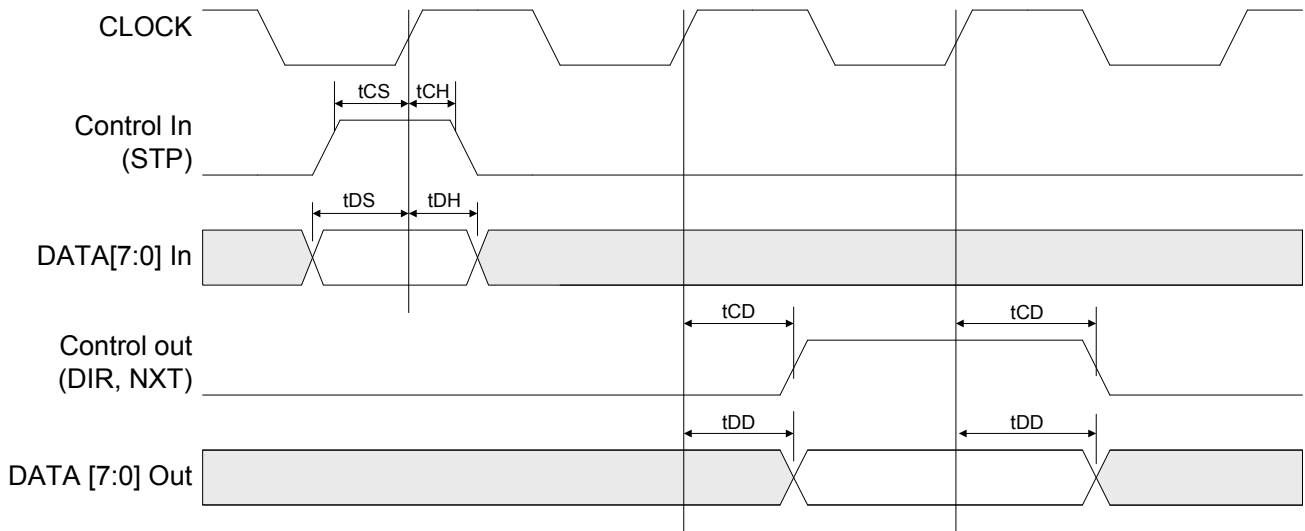 CLOCK
tCS tCH
Control In
(STP)
tDS tDH
DATA[7:0] In
tCD tCD
Control out
(DIR, NXT)
tDD tDD
DATA [7:0] Out